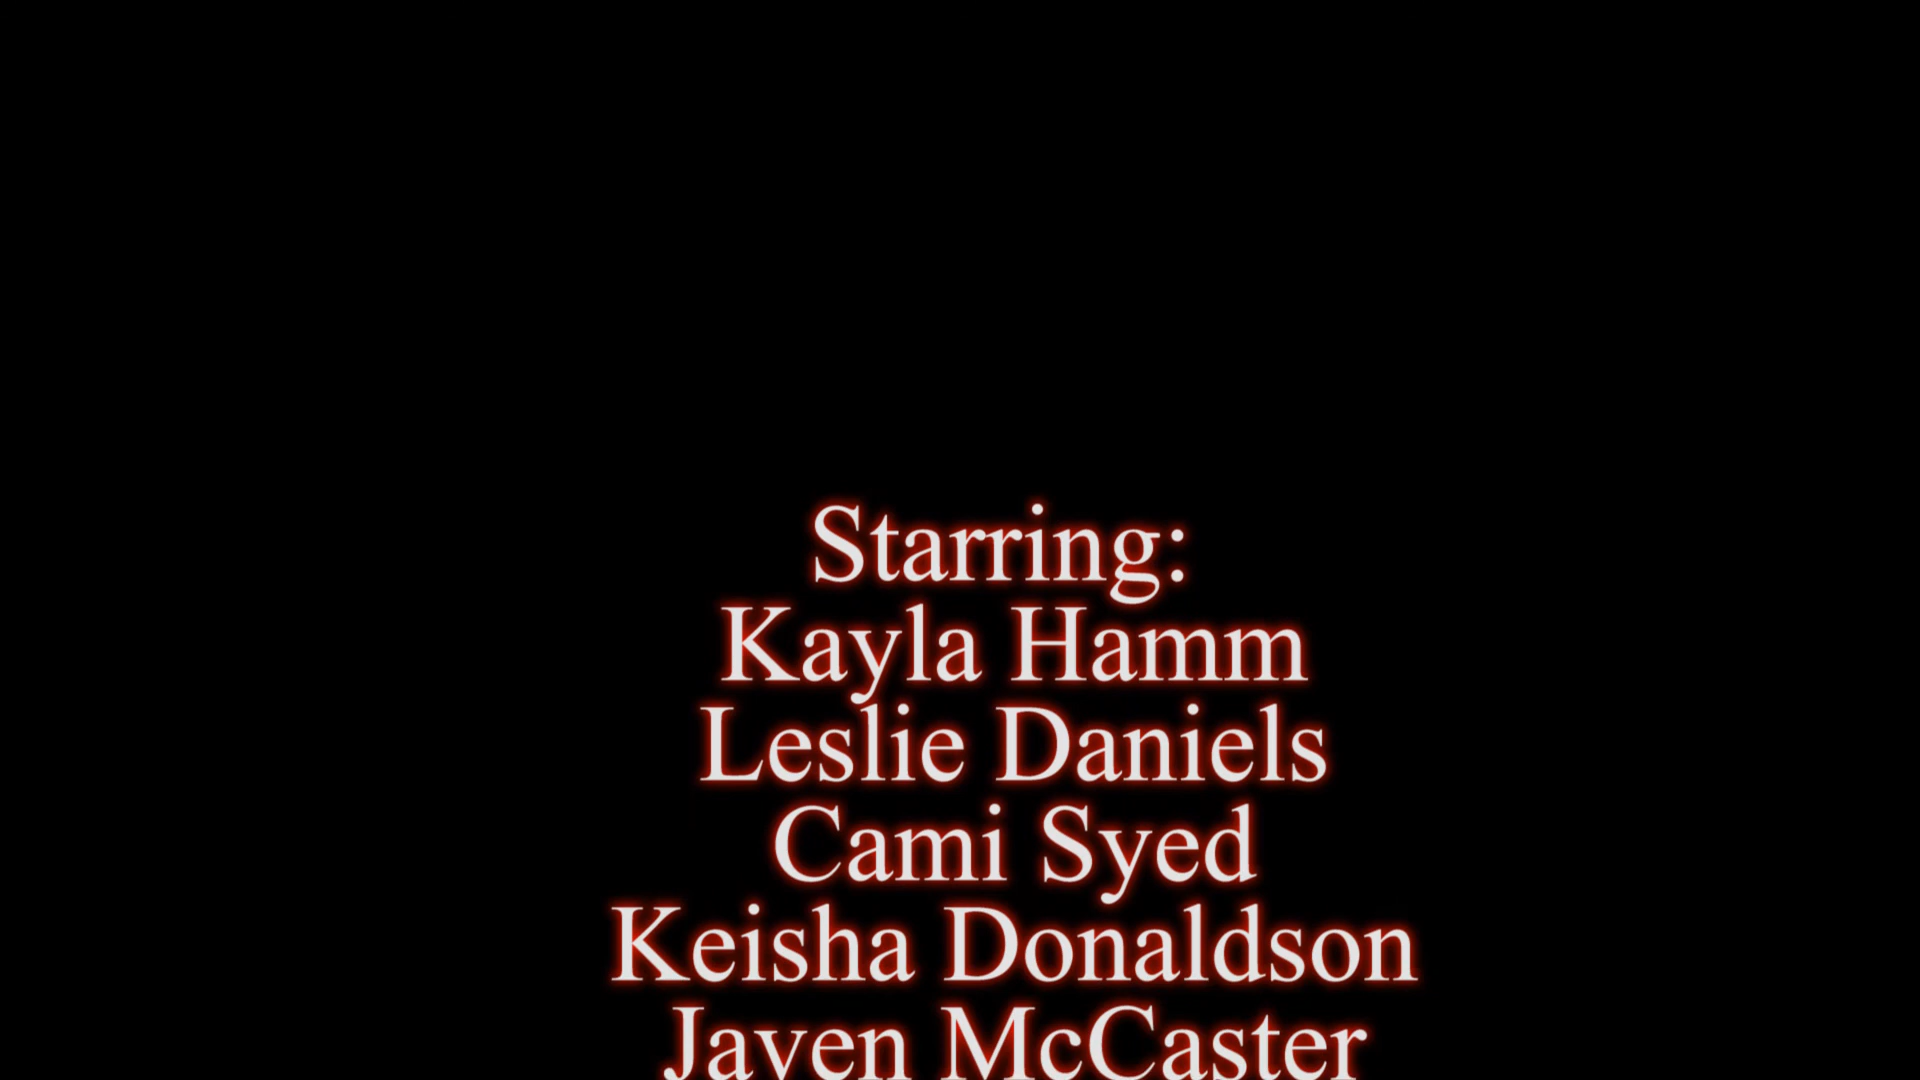 Starring:
Kayla Hamm
Leslie Daniels
Cami Syed
Keisha Donaldson
Javen McCaster